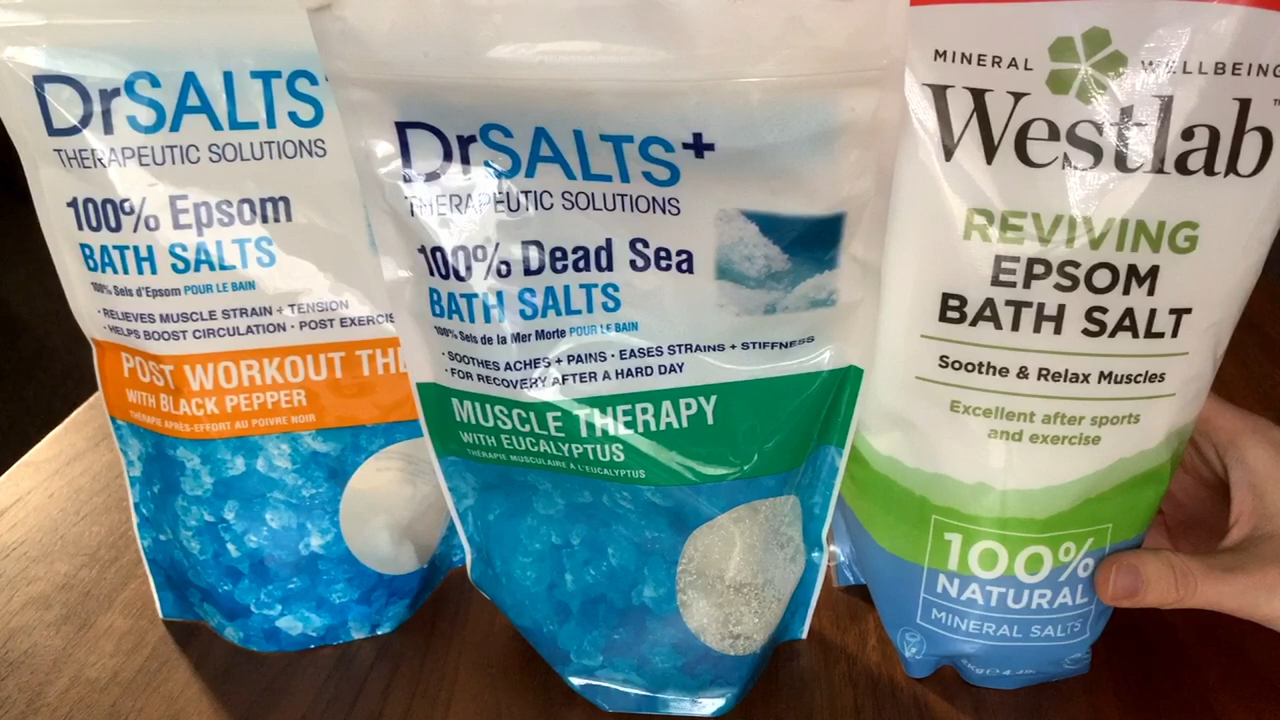 DrSALTS
THERAPEUTIC SOLUTIONS
100% Epsom
BATH SALTS
100% Sels d'Epsom POUR LE BAIN
· RELIEVES MUSCLE STRAIN + TENSION
· HELPS BOOST CIRCULATION · POST EXERCIS
POST WORKOUT THE
WITH BLACK PEPPER
THÉRAPIE APRÈS-EFFORT AU POIVRE NOIR
DrSALTS+
THERAPEUTIC SOLUTIONS
100% Dead Sea
BATH SALTS
100% Sels de la Mer Morte POUR LE BAIN
· SOOTHES ACHES + PAINS · EASES STRAINS + STIFFNESS
· FOR RECOVERY AFTER A HARD DAY
MUSCLE THERAPY
WITH EUCALYPTUS
THÉRAPIE MUSCULAIRE À L'EUCALYPTUS
MINERAL WELLBEING
Westlab™
REVIVING
EPSOM
BATH SALT
Soothe & Relax Muscles
Excellent after sports
and exercise
100%
NATURAL
MINERAL SALTS